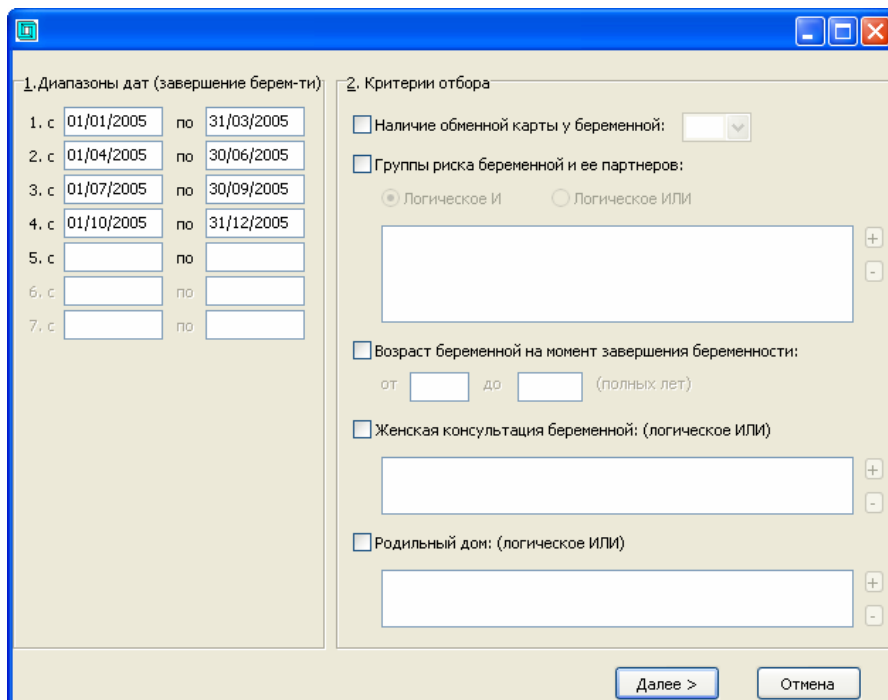 1.Диапазоны дат (завершение берем-ти)
1. с 01/01/2005 по 31/03/2005
2. с 01/04/2005 по 30/06/2005
3. с 01/07/2005 по 30/09/2005
4. с 01/10/2005 по 31/12/2005
5. с по
6. с по
7. с по
2. Критерии отбора
Наличие обменной карты у беременной:
Группы риска беременной и ее партнеров:
Логическое И Логическое ИЛИ
+
-
Возраст беременной на момент завершения беременности:
от до (полных лет)
Женская консультация беременной: (логическое ИЛИ)
+
-
Родильный дом: (логическое ИЛИ)
+
-
Далее > Отмена